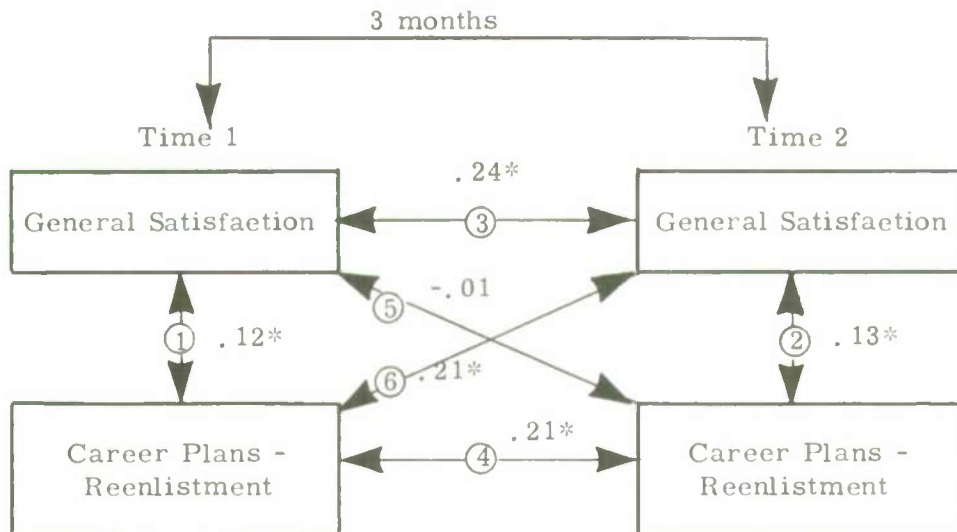 3 months
Time 1
Time 2
.24*
General Satisfaction
③
General Satisfaction
⑤
-.01
① .12*
② .13*
⑥ .21*
.21*
Career Plans -
Reenlistment
④
Career Plans -
Reenlistment